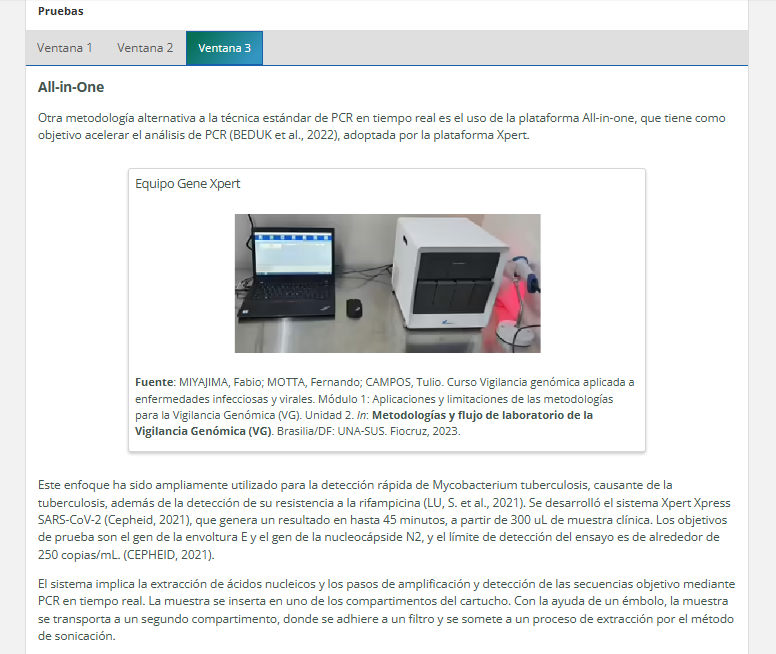 Pruebas
Ventana 1
Ventana 2
Ventana 3
All-in-One
Otra metodología alternativa a la técnica estándar de PCR en tiempo real es el uso de la plataforma All-in-one, que tiene como
objetivo acelerar el análisis de PCR (BEDUK et al., 2022), adoptada por la plataforma Xpert.
Equipo Gene Xpert
Fuente: MIYAJIMA, Fabio; MOTTA, Fernando; CAMPOS, Tulio. Curso Vigilancia genómica aplicada a
enfermedades infecciosas y virales. Módulo 1: Aplicaciones y limitaciones de las metodologías
para la Vigilancia Genómica (VG). Unidad 2. In: Metodologías y flujo de laboratorio de la
Vigilancia Genómica (VG). Brasilia/DF: UNA-SUS. Fiocruz, 2023.
Este enfoque ha sido ampliamente utilizado para la detección rápida de Mycobacterium tuberculosis, causante de la
tuberculosis, además de la detección de su resistencia a la rifampicina (LU, S. et al., 2021). Se desarrolló el sistema Xpert Xpress
SARS-CoV-2 (Cepheid, 2021), que genera un resultado en hasta 45 minutos, a partir de 300 uL de muestra clínica. Los objetivos
de prueba son el gen de la envoltura E y el gen de la nucleocápside N2, y el límite de detección del ensayo es de alrededor de
250 copias/mL. (CEPHEID, 2021).
El sistema implica la extracción de ácidos nucleicos y los pasos de amplificación y detección de las secuencias objetivo mediante
PCR en tiempo real. La muestra se inserta en uno de los compartimentos del cartucho. Con la ayuda de un émbolo, la muestra
se transporta a un segundo compartimento, donde se adhiere a un filtro y se somete a un proceso de extracción por el método
de sonicación.